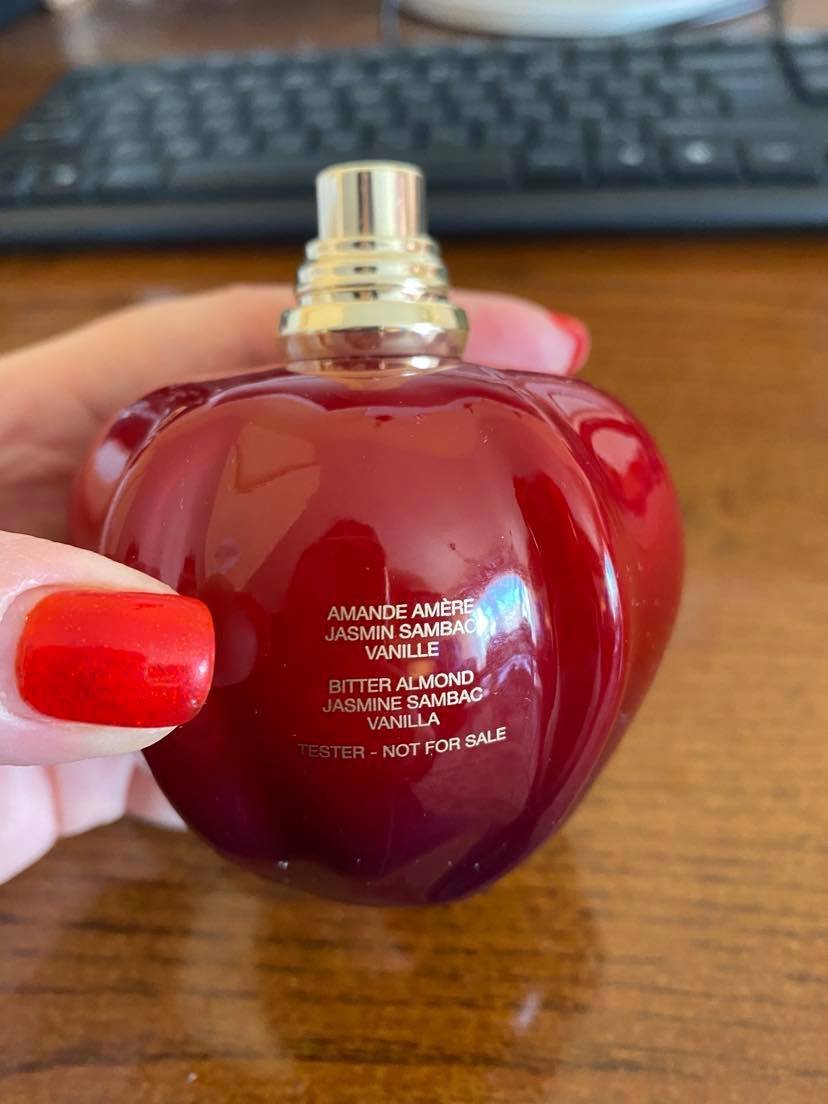 AMANDE AMÈRE
JASMIN SAMBAC
VANILLE
BITTER ALMOND
JASMINE SAMBAC
VANILLA
TESTER - NOT FOR SALE